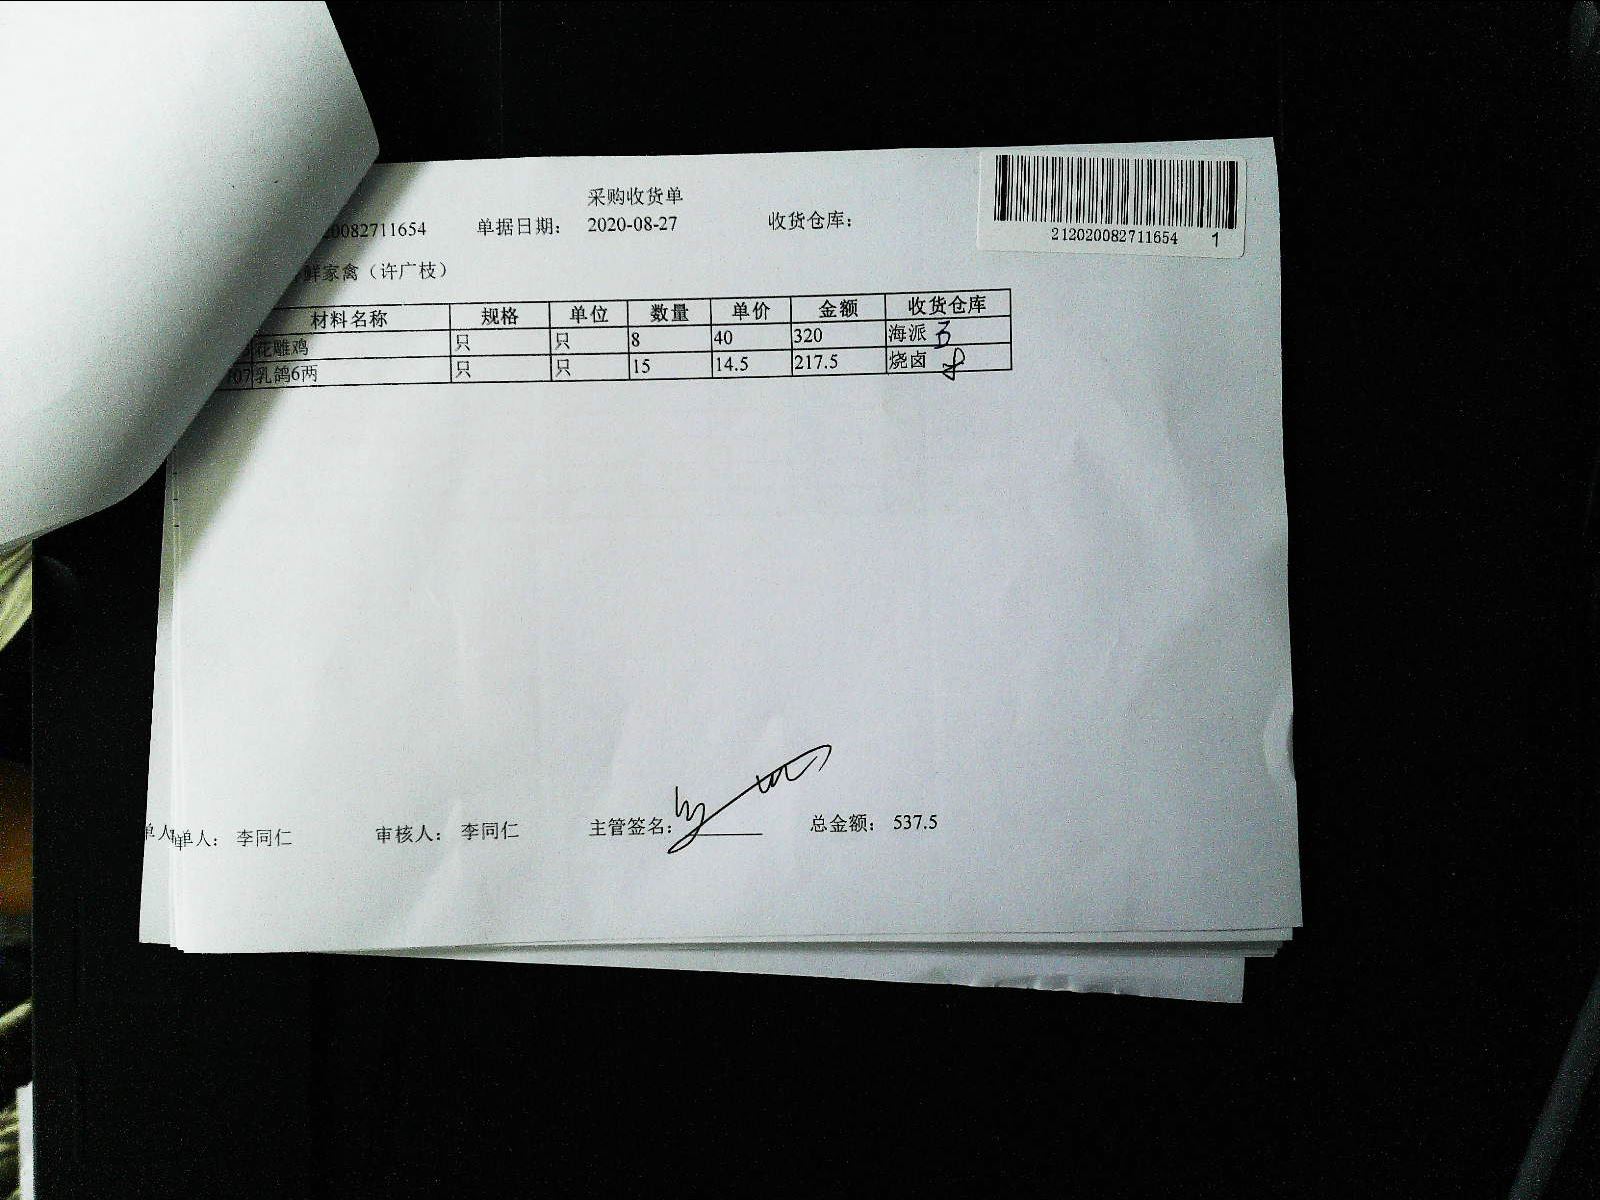 采购收货单
20082711654 单据日期： 2020-08-27 收货仓库：
212020082711654 1
鲜家禽（许广枝）
材料名称 规格 单位 数量 单价 金额 收货仓库
花雕鸡 只 只 8 40 320 海派
07 乳鸽6两 只 只 15 14.5 217.5 烧卤
单人 单人： 李同仁 审核人： 李同仁 主管签名： 总金额： 537.5